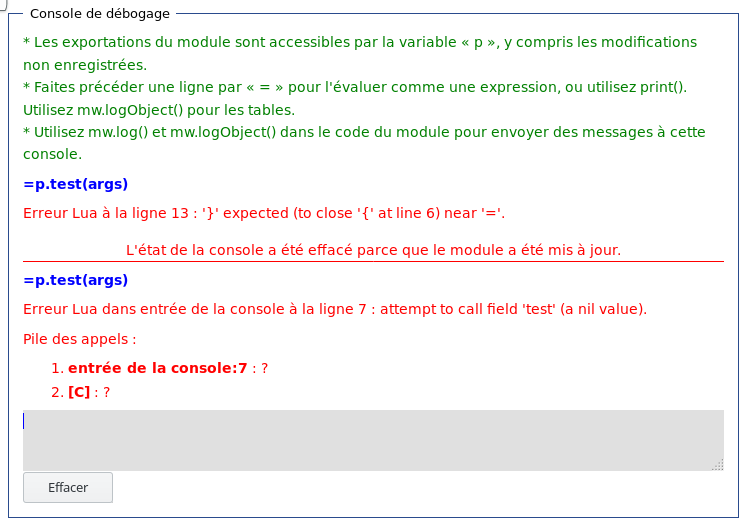 Console de débogage
* Les exportations du module sont accessibles par la variable « p », y compris les modifications
non enregistrées.
* Faites précéder une ligne par « = » pour l'évaluer comme une expression, ou utilisez print().
Utilisez mw.logObject() pour les tables.
* Utilisez mw.log() et mw.logObject() dans le code du module pour envoyer des messages à cette
console.
=p.test(args)
Erreur Lua à la ligne 13 : '}' expected (to close '{' at line 6) near '='.
L'état de la console a été effacé parce que le module a été mis à jour.
=p.test(args)
Erreur Lua dans entrée de la console à la ligne 7 : attempt to call field 'test' (a nil value).
Pile des appels :
1. entrée de la console:7 : ?
2. [C] : ?
Effacer